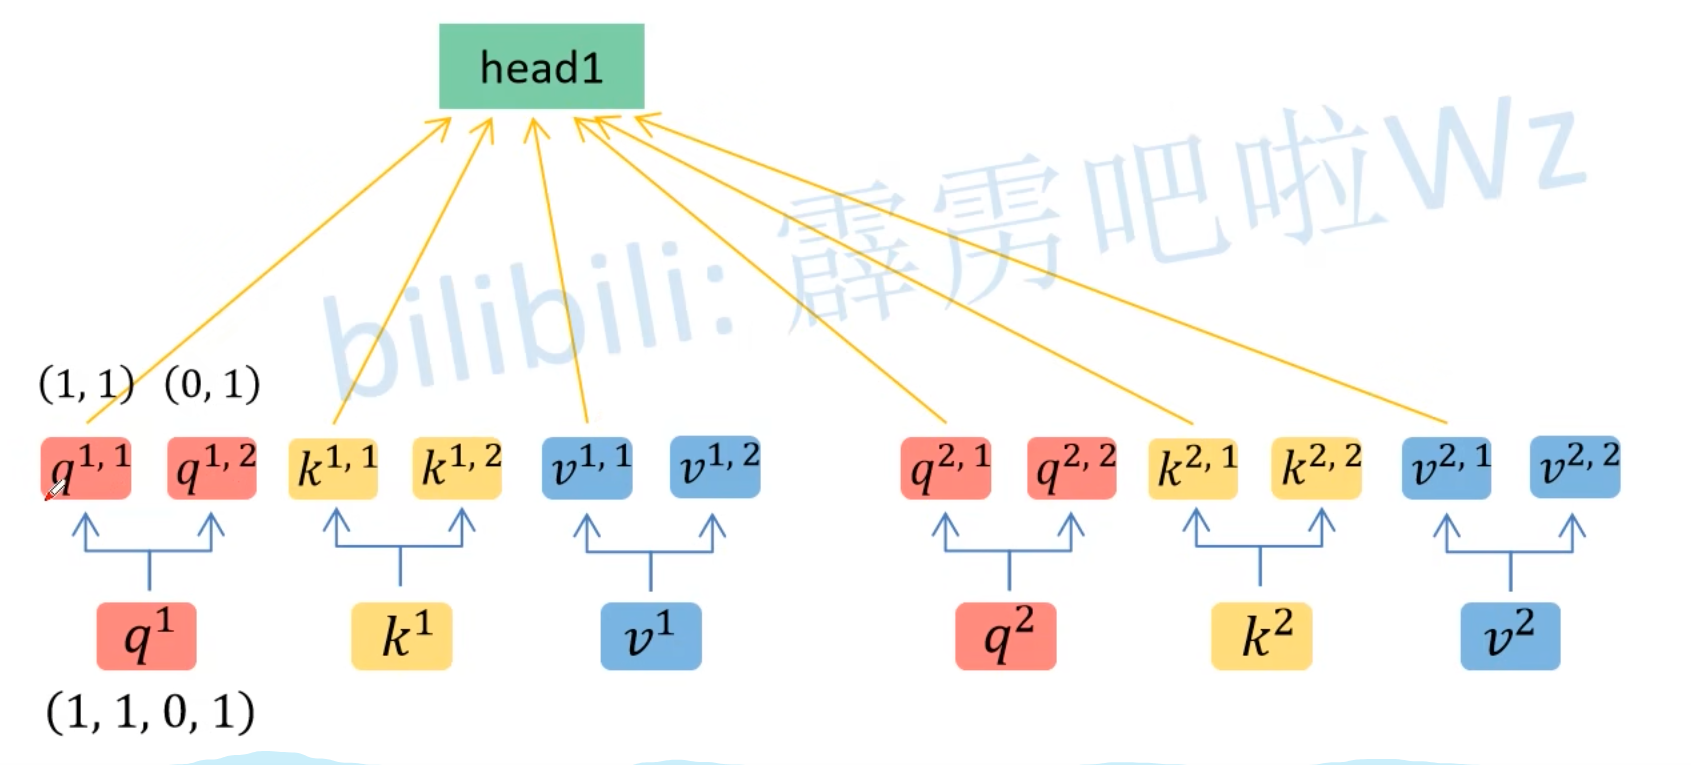 head1
bilibili: 霹雳吧啦Wz
(1, 1) (0, 1)
q^{1, 1} q^{1, 2} k^{1, 1} k^{1, 2} v^{1, 1} v^{1, 2} q^{2, 1} q^{2, 2} k^{2, 1} k^{2, 2} v^{2, 1} v^{2, 2}
q^1 k^1 v^1 q^2 k^2 v^2
(1, 1, 0, 1)